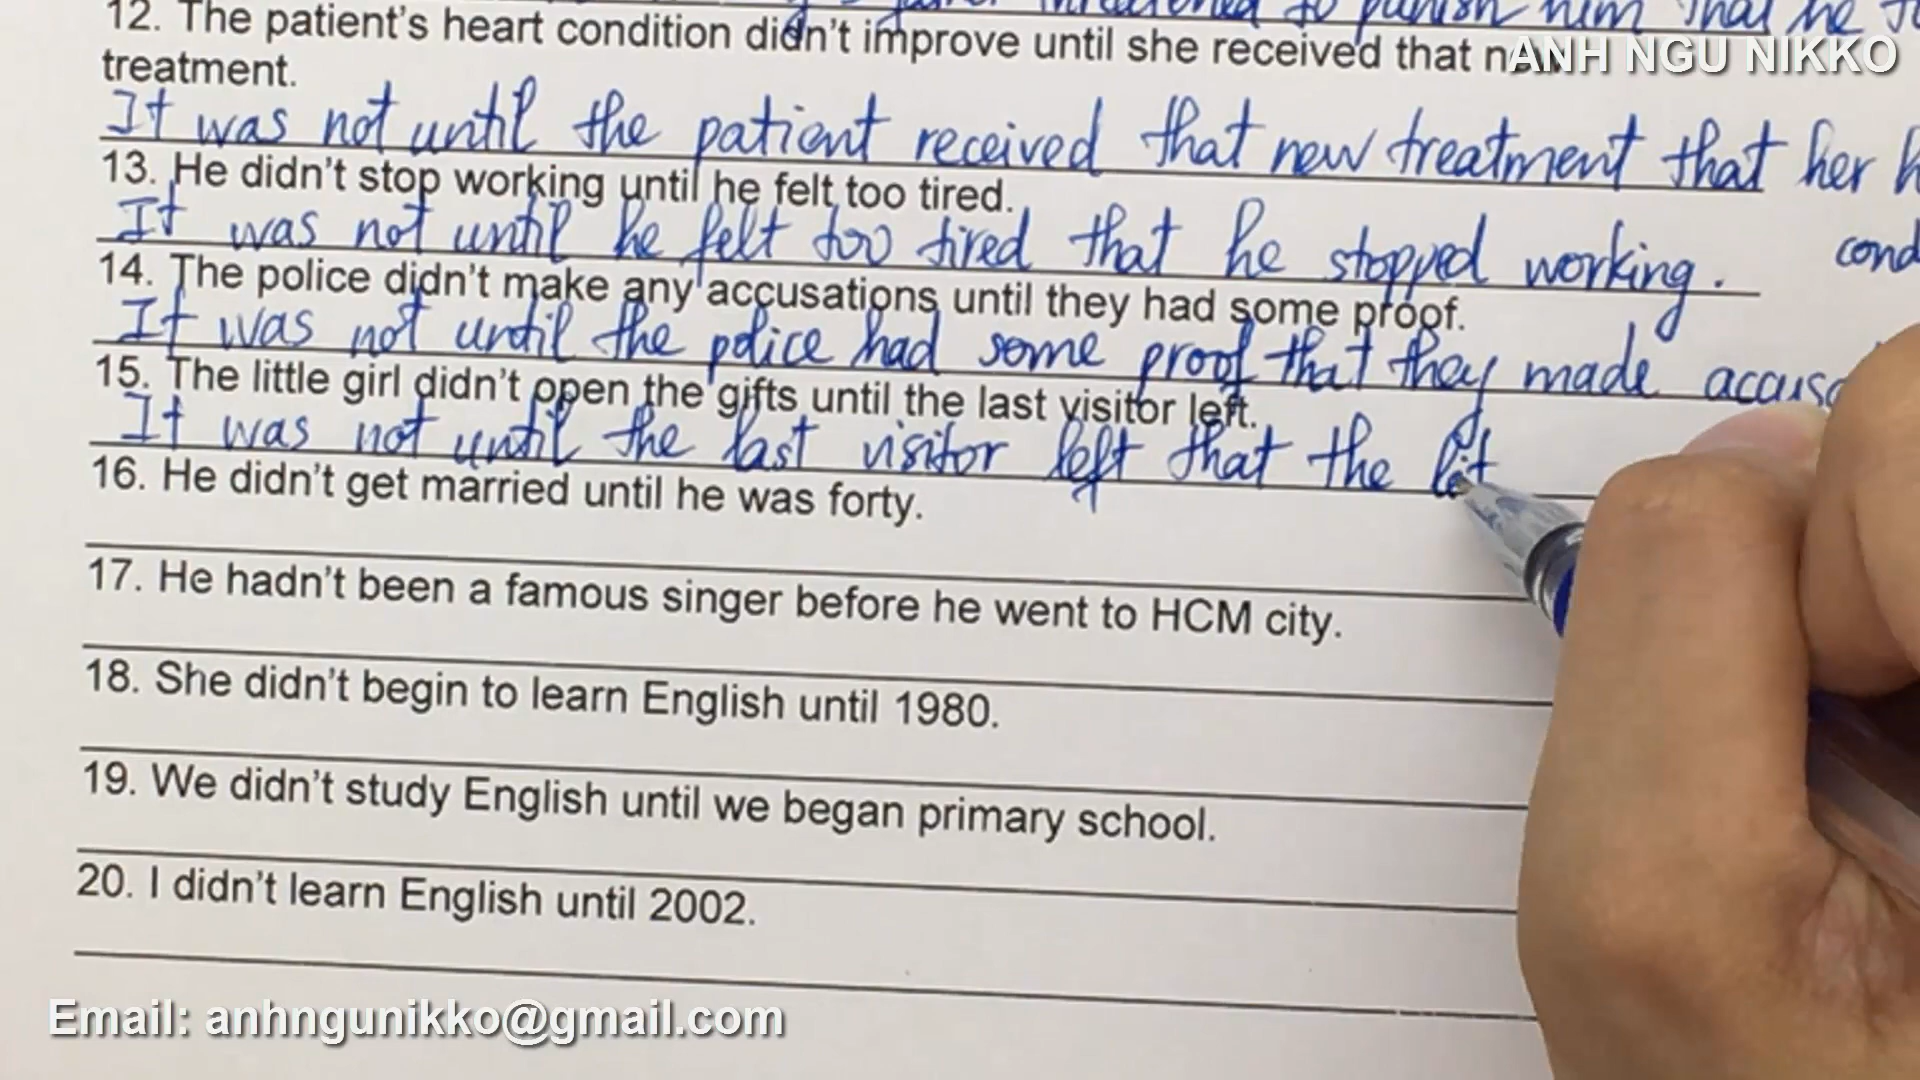 to punish him that he
12. The patient's heart condition didn't improve until she received that
ANH NGU NIKKO
treatment.
It was not until the patient received that new treatment that her
13. He didn't stop working until he felt too tired.
It was not until he felt too tired that he stopped working.
14. The police didn't make any accusations until they had some proof.
It was not until the police had some proof that they made
15. The little girl didn't open the gifts until the last visitor left.
It was not until the last visitor left that the lit
16. He didn't get married until he was forty.
17. He hadn't been a famous singer before he went to HCM city.
18. She didn't begin to learn English until 1980.
19. We didn't study English until we began primary school.
20. I didn't learn English until 2002.
Email: anhngunikko@gmail.com